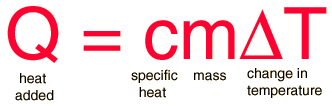 Q = cmΔT
heat added
specific heat
mass
change in temperature